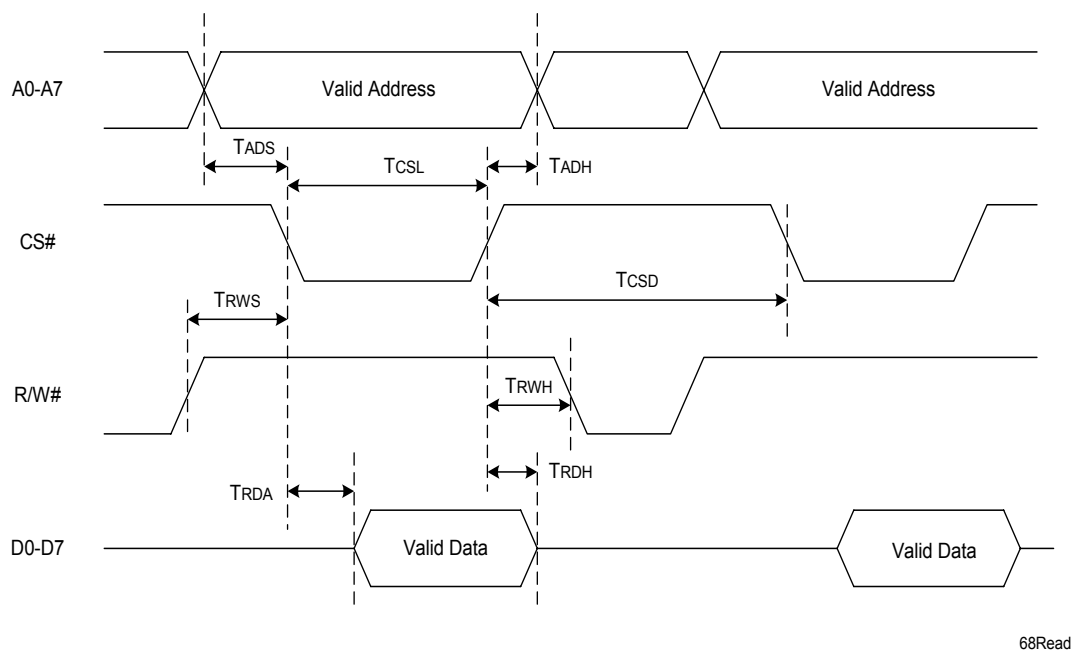 A0-A7
Valid Address
Valid Address
TADS
TCSL
TADH
CS#
TCSD
TRWS
R/W#
TRWH
TRDH
TRDA
D0-D7
Valid Data
Valid Data
68Read